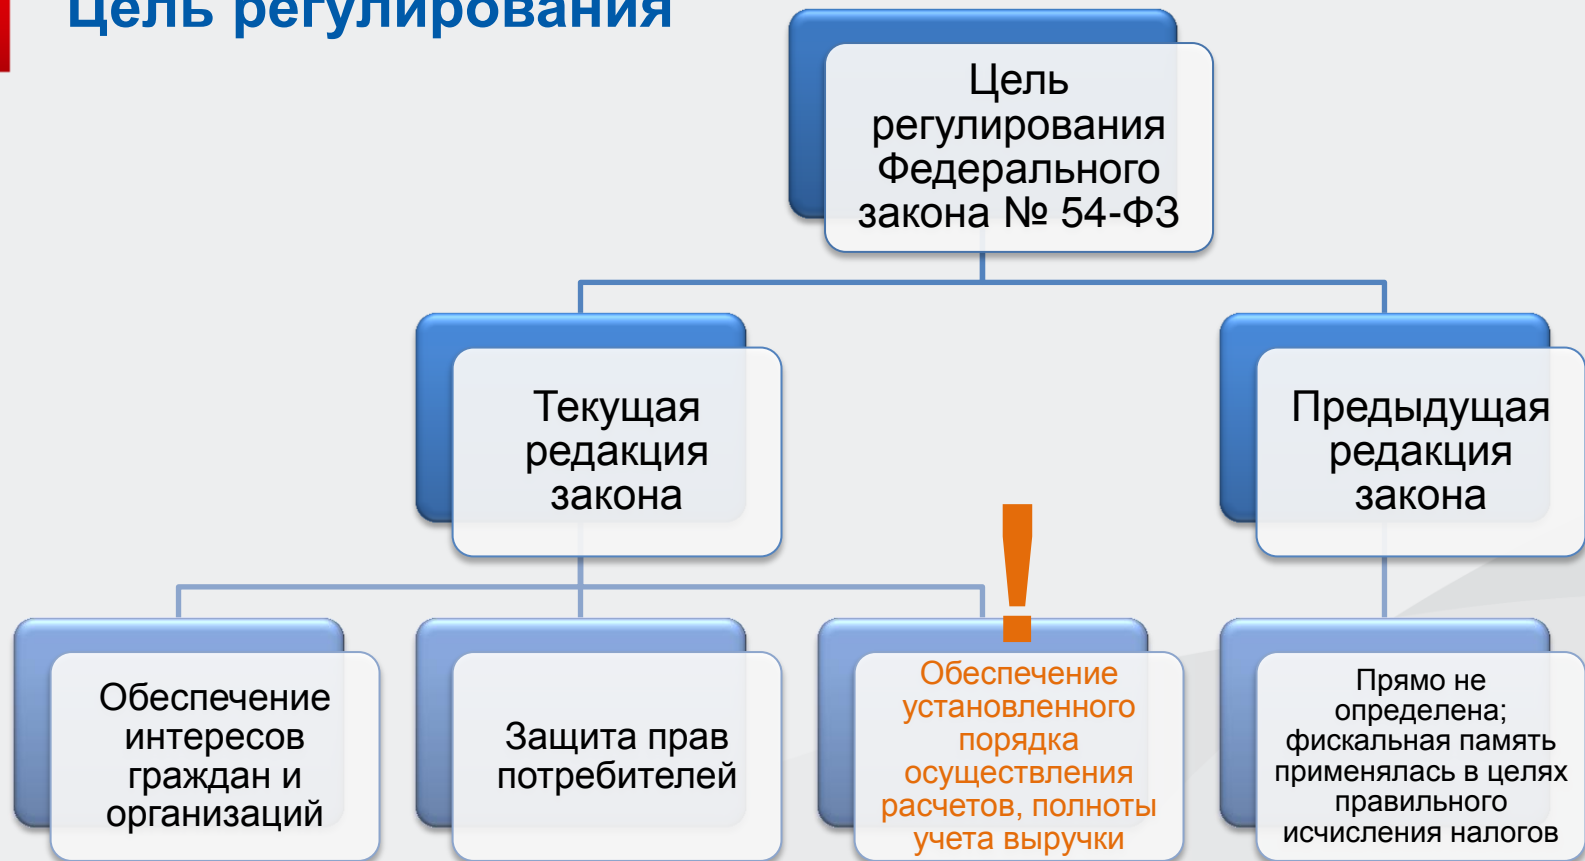 Цель регулирования
Цель
регулирования
Федерального
закона № 54-ФЗ
Текущая
редакция
закона
Предыдущая
редакция
закона
!
Обеспечение
интересов
граждан и
организаций
Защита прав
потребителей
Обеспечение
установленного
порядка
осуществления
расчетов, полноты
учета выручки
Прямо не
определена;
фискальная память
применялась в целях
правильного
исчисления налогов